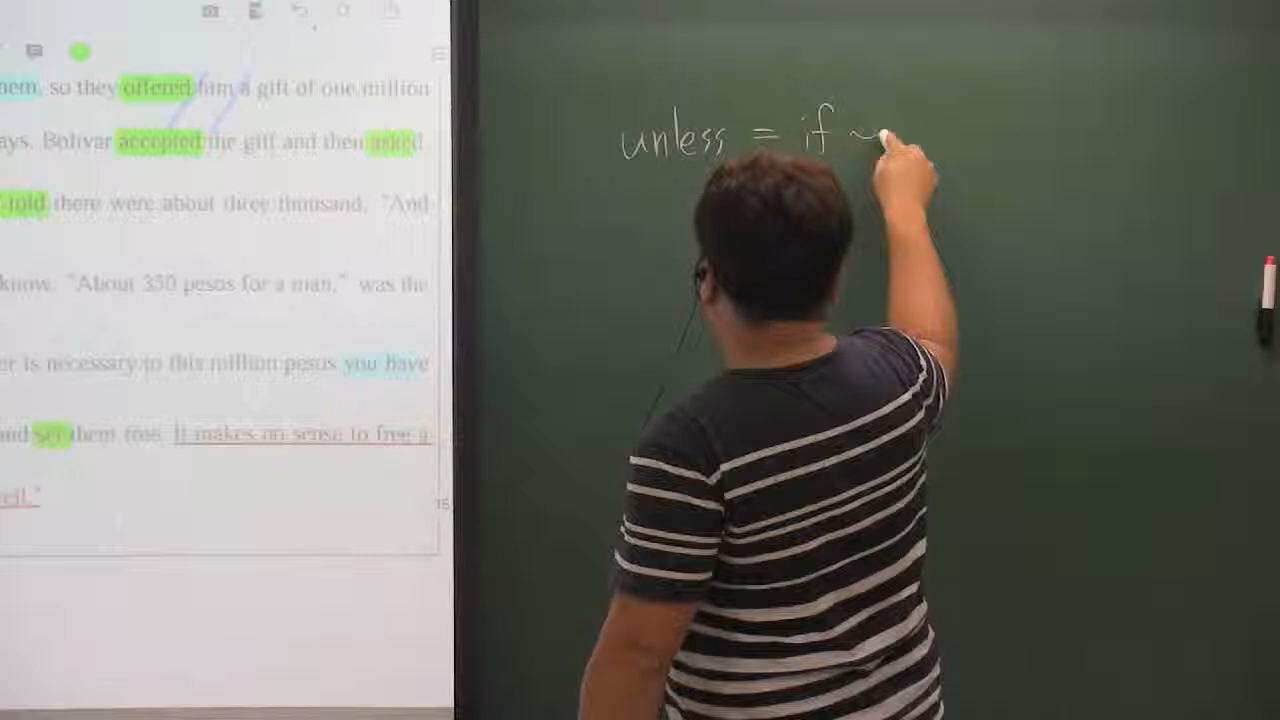 hem, so they offered him a gift of one million
ays. Bolivar accepted the gift and then asked
told there were about three thousand. "And
know. "About 350 pesos for a man," was the
er is necessary to this million pesos you have
and set them free. It makes no sense to free a
ell."
15
unless = if ~